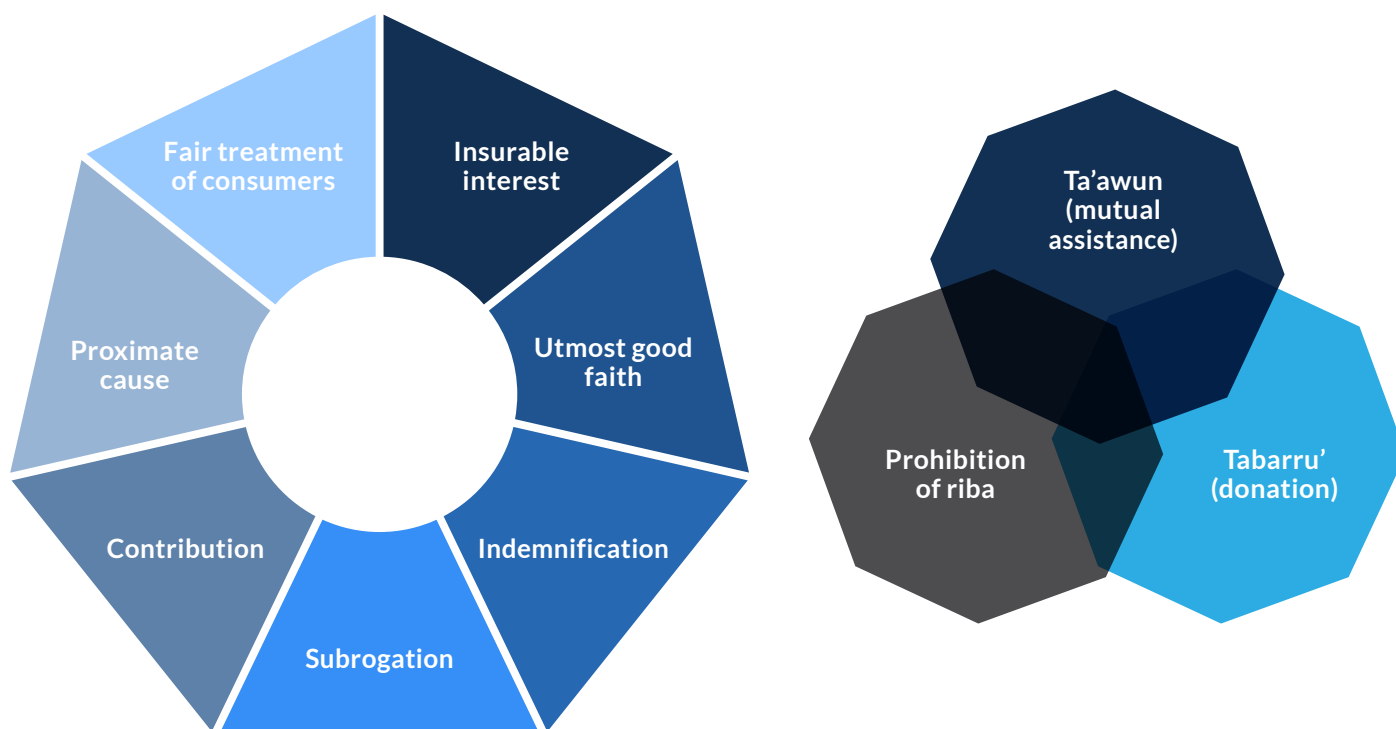 Fair treatment
of consumers
Insurable
interest
Utmost good
faith
Indemnification
Subrogation
Contribution
Proximate
cause
Ta’awun
(mutual
assistance)
Prohibition
of riba
Tabarru’
(donation)